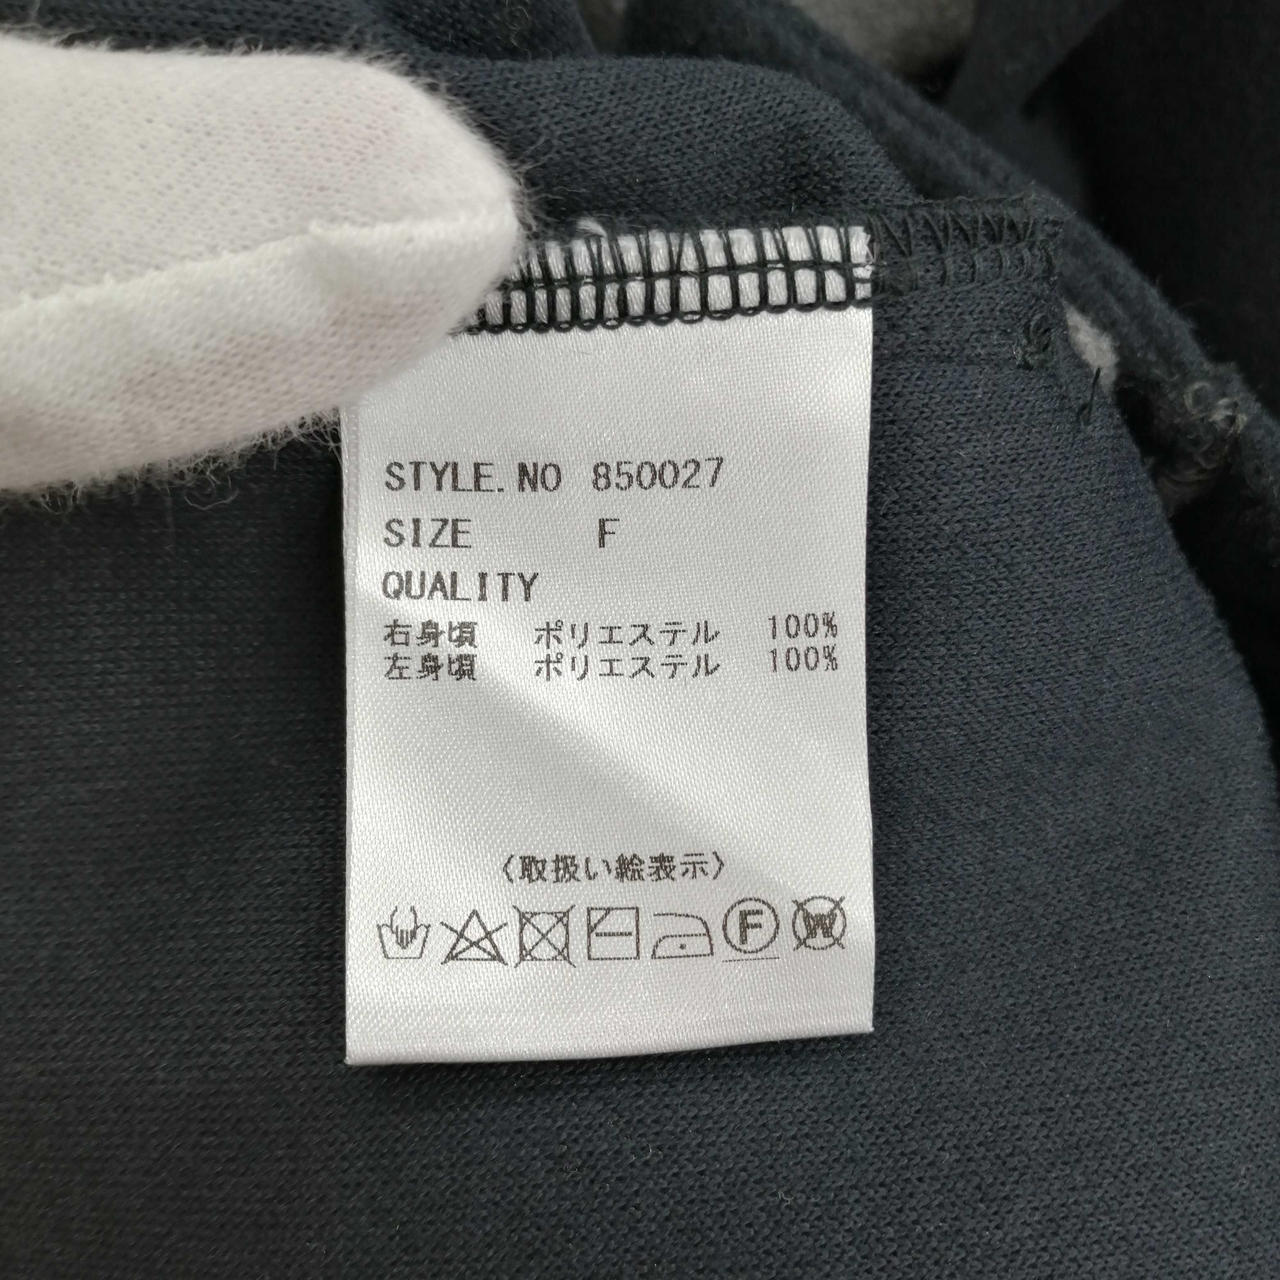 STYLE. NO 850027
SIZE F
QUALITY
右身頃 ポリエステル 100%
左身頃 ポリエステル 100%
〈取扱い絵表示〉
F W